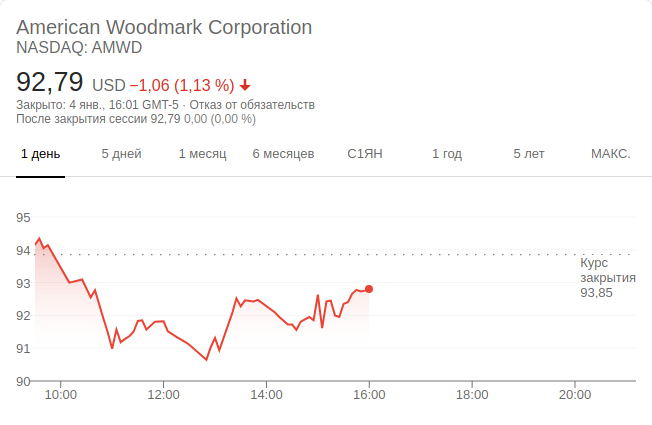 American Woodmark Corporation
NASDAQ: AMWD
92,79 USD −1,06 (1,13 %)
Закрыто: 4 янв., 16:01 GMT-5 · Отказ от обязательств
После закрытия сессии 92,79 0,00 (0,00 %)
1 день 5 дней 1 месяц 6 месяцев С1ЯН 1 год 5 лет МАКС.
95
94
Курс
закрытия
93,85
93
92
91
90
10:00 12:00 14:00 16:00 18:00 20:00